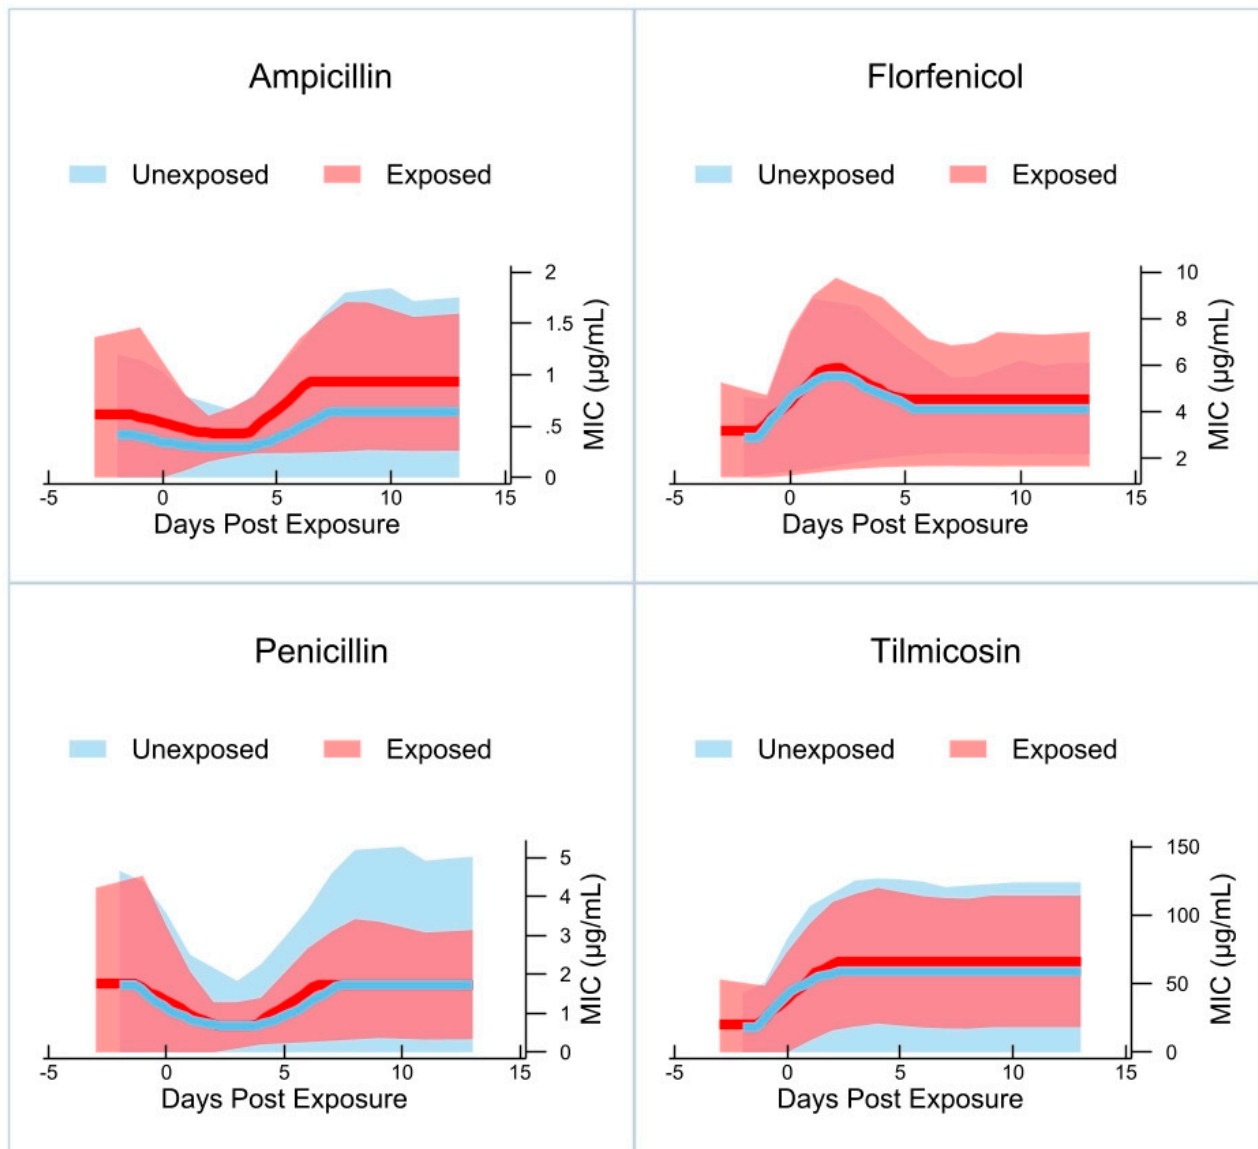 Ampicillin
Unexposed Exposed
2
1.5
1
.5
0
MIC (µg/mL)
-5 0 5 10 15
Days Post Exposure
Florfenicol
Unexposed Exposed
10
8
6
4
2
MIC (µg/mL)
-5 0 5 10 15
Days Post Exposure
Penicillin
Unexposed Exposed
5
4
3
2
1
0
MIC (µg/mL)
-5 0 5 10 15
Days Post Exposure
Tilmicosin
Unexposed Exposed
150
100
50
0
MIC (µg/mL)
-5 0 5 10 15
Days Post Exposure